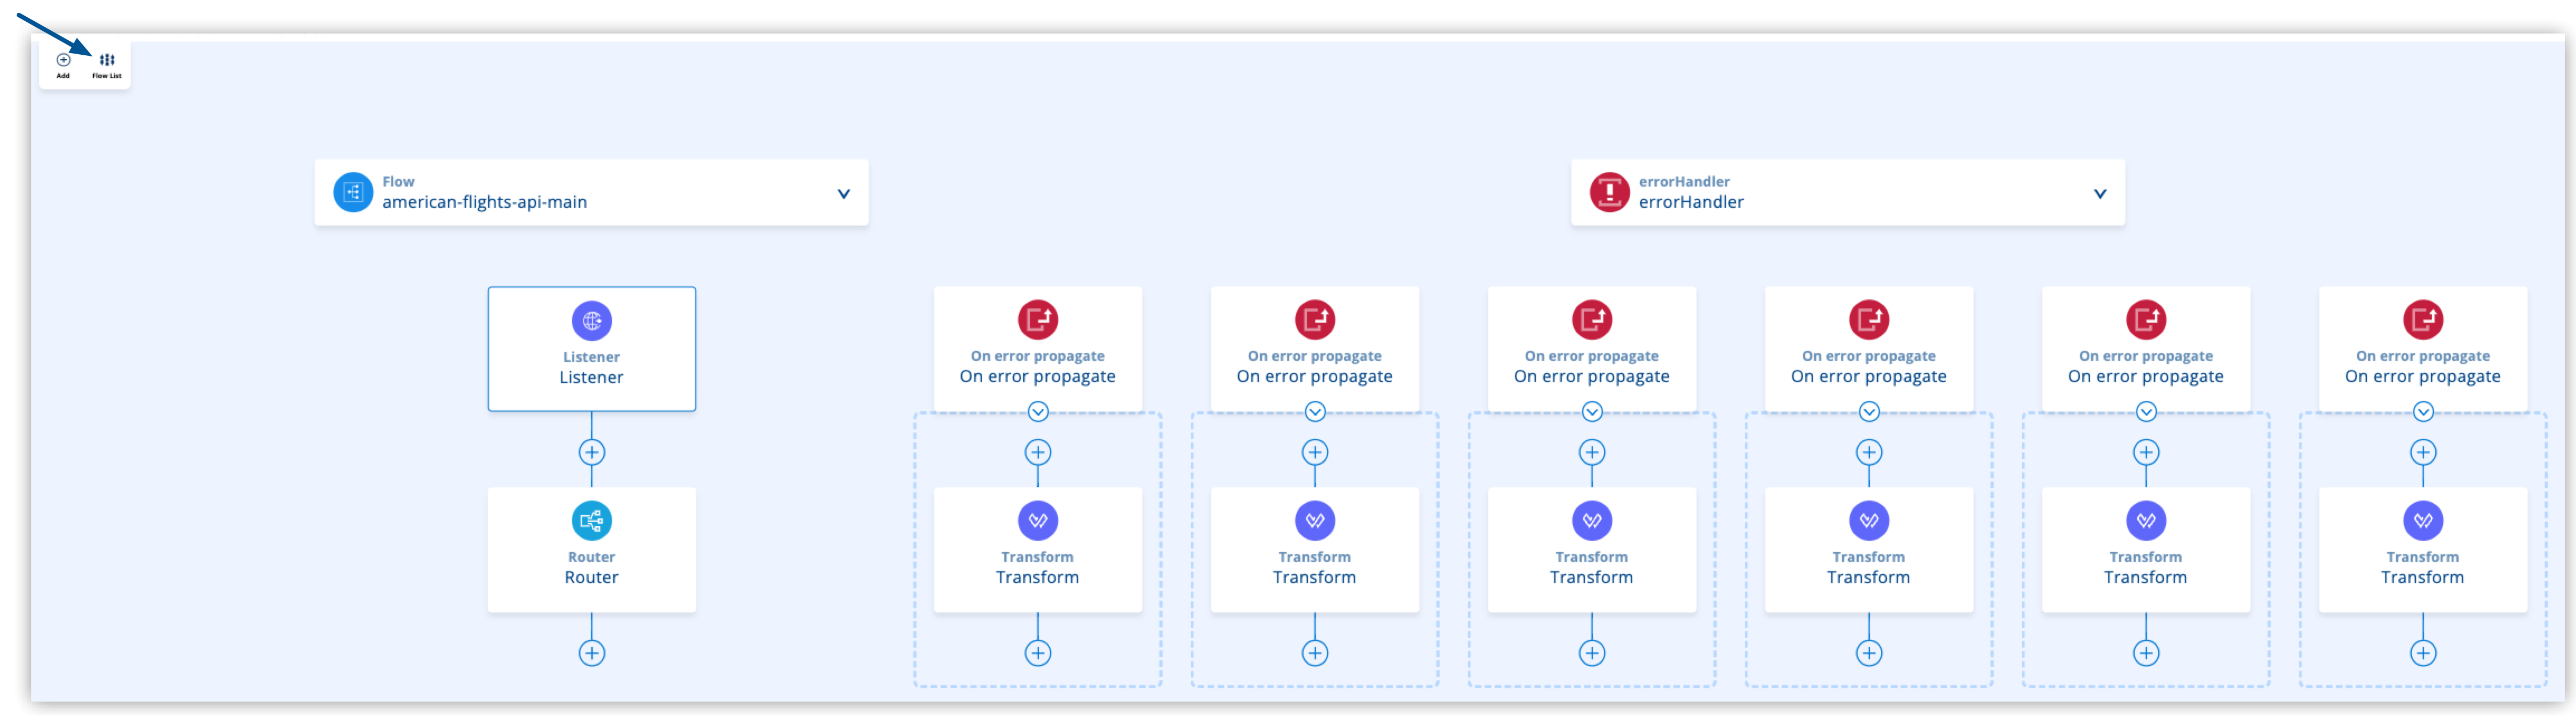 Add
Flow List
Flow
american-flights-api-main
errorHandler
errorHandler
Listener
Listener
On error propagate
On error propagate
On error propagate
On error propagate
On error propagate
On error propagate
On error propagate
On error propagate
On error propagate
On error propagate
On error propagate
On error propagate
Router
Router
Transform
Transform
Transform
Transform
Transform
Transform
Transform
Transform
Transform
Transform
Transform
Transform